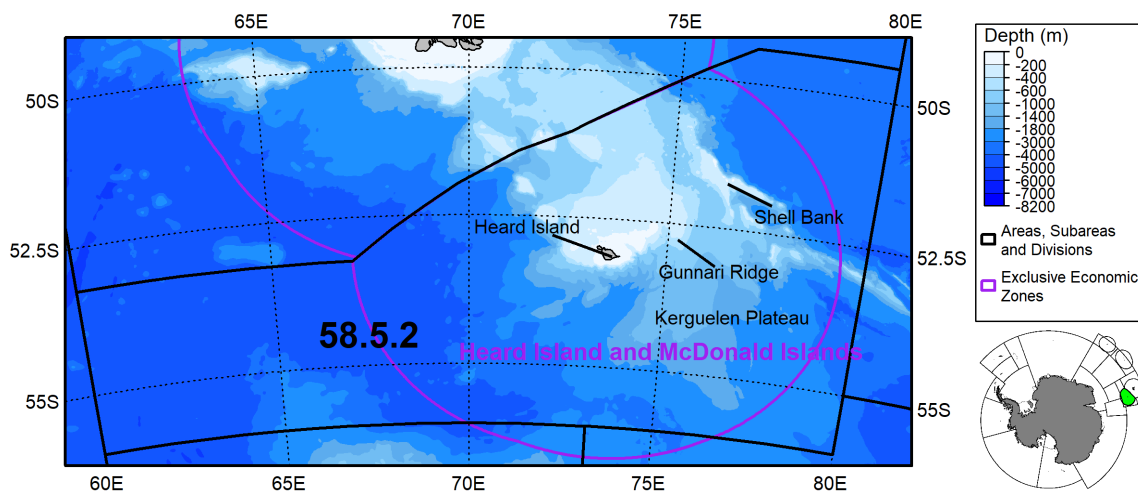 65E 70E 75E 80E
50S
52.5S
55S
50S
52.5S
55S
60E 65E 70E 75E 80E
Heard Island
Shell Bank
Gunnari Ridge
Kerguelen Plateau
58.5.2
Heard Island and McDonald Islands
Depth (m)
0
-200
-400
-600
-1000
-1400
-1800
-3000
-4000
-5000
-6000
-7000
-8200
Areas, Subareas
and Divisions
Exclusive Economic
Zones